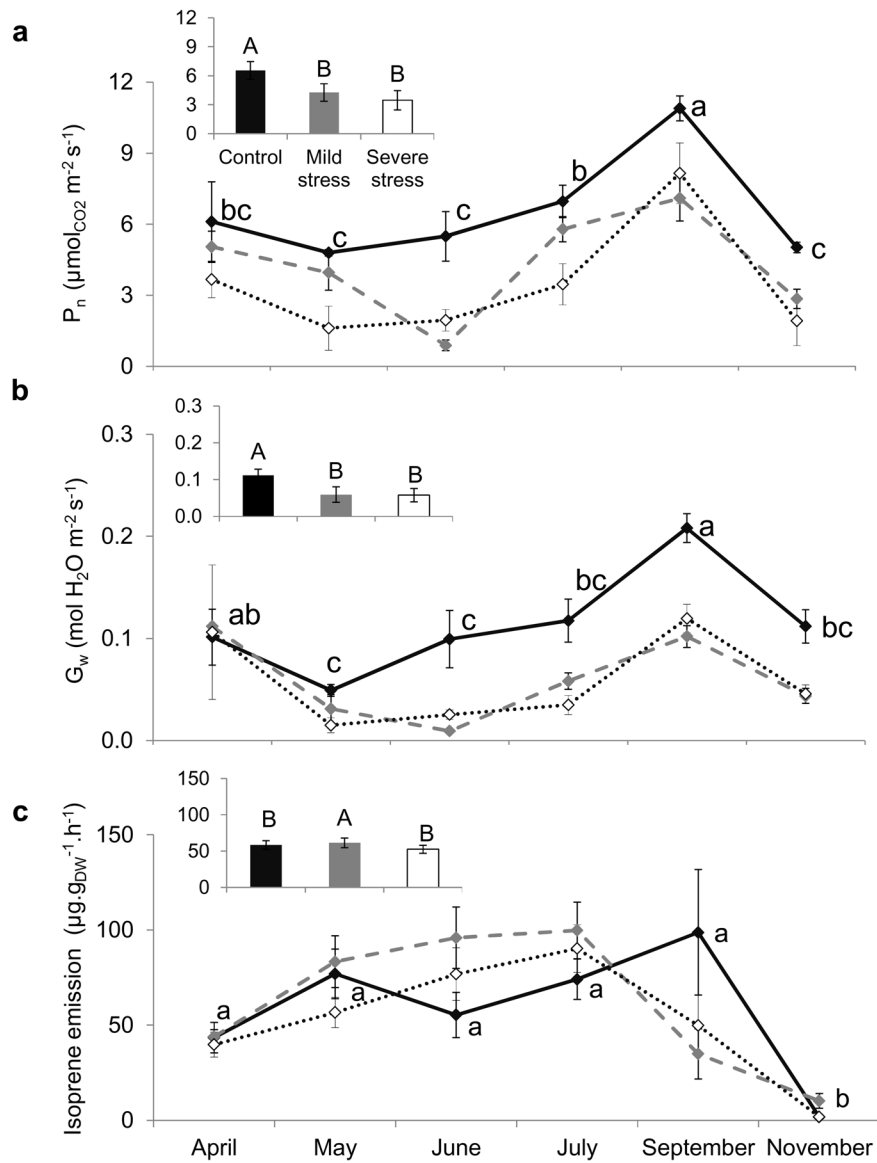 a
12
9
6
3
0
A
B
B
Control
Mild stress
Severe stress
Pn (µmolCO2 m-2 s-1)
12
9
6
3
0
bc
c
c
b
a
c
b
0.3
0.2
0.1
0.0
A
B
B
Gw (mol H2O m-2 s-1)
0.3
0.2
0.1
0.0
ab
c
c
bc
a
bc
c
150
100
50
0
B
A
B
Isoprene emission (µg.gDW-1.h-1)
150
100
50
0
a
a
a
a
a
b
April May June July September November